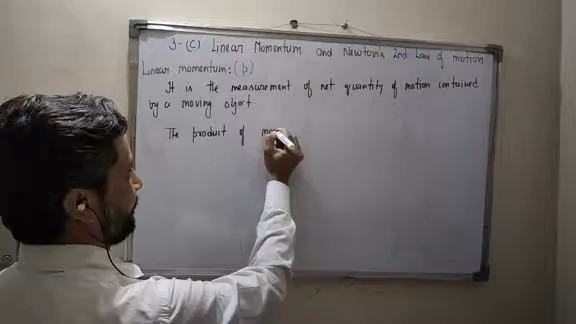 3-(C) Linear Momentum and Newton's 2nd Law of motion
Linear momentum: (p)
It is the measurement of net quantity of motion contained
by a moving object.
The product of